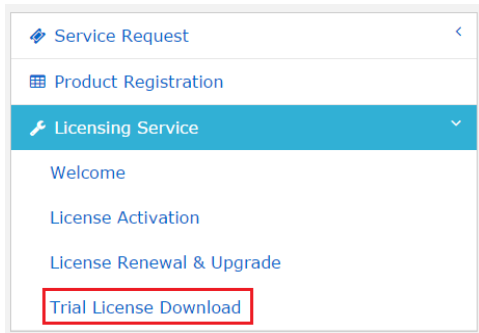 Service Request
Product Registration
Licensing Service
Welcome
License Activation
License Renewal & Upgrade
Trial License Download